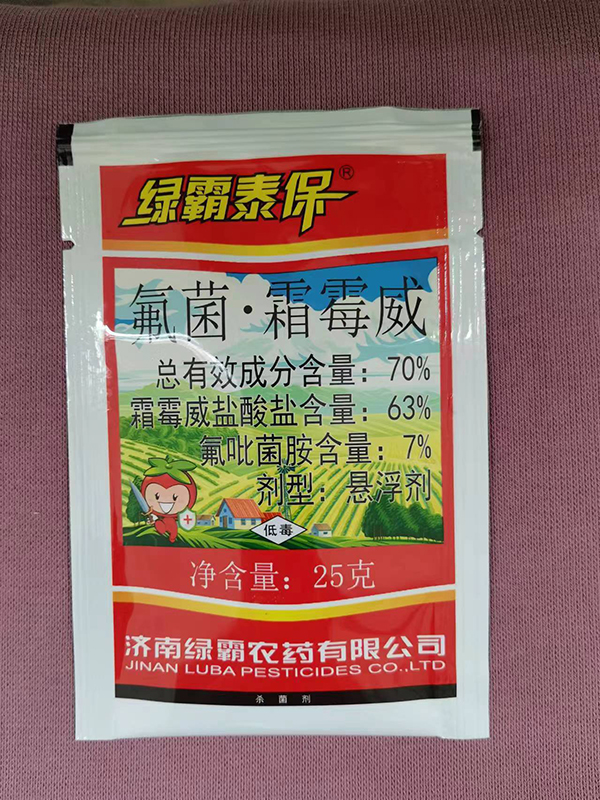 绿霸泰保®
氟菌·霜霉威
总有效成分含量：70%
霜霉威盐酸盐含量：63%
氟吡菌胺含量：7%
剂型：悬浮剂
低毒
净含量：25克
济南绿霸农药有限公司
JINAN LUBA PESTICIDES CO.,LTD
杀菌剂